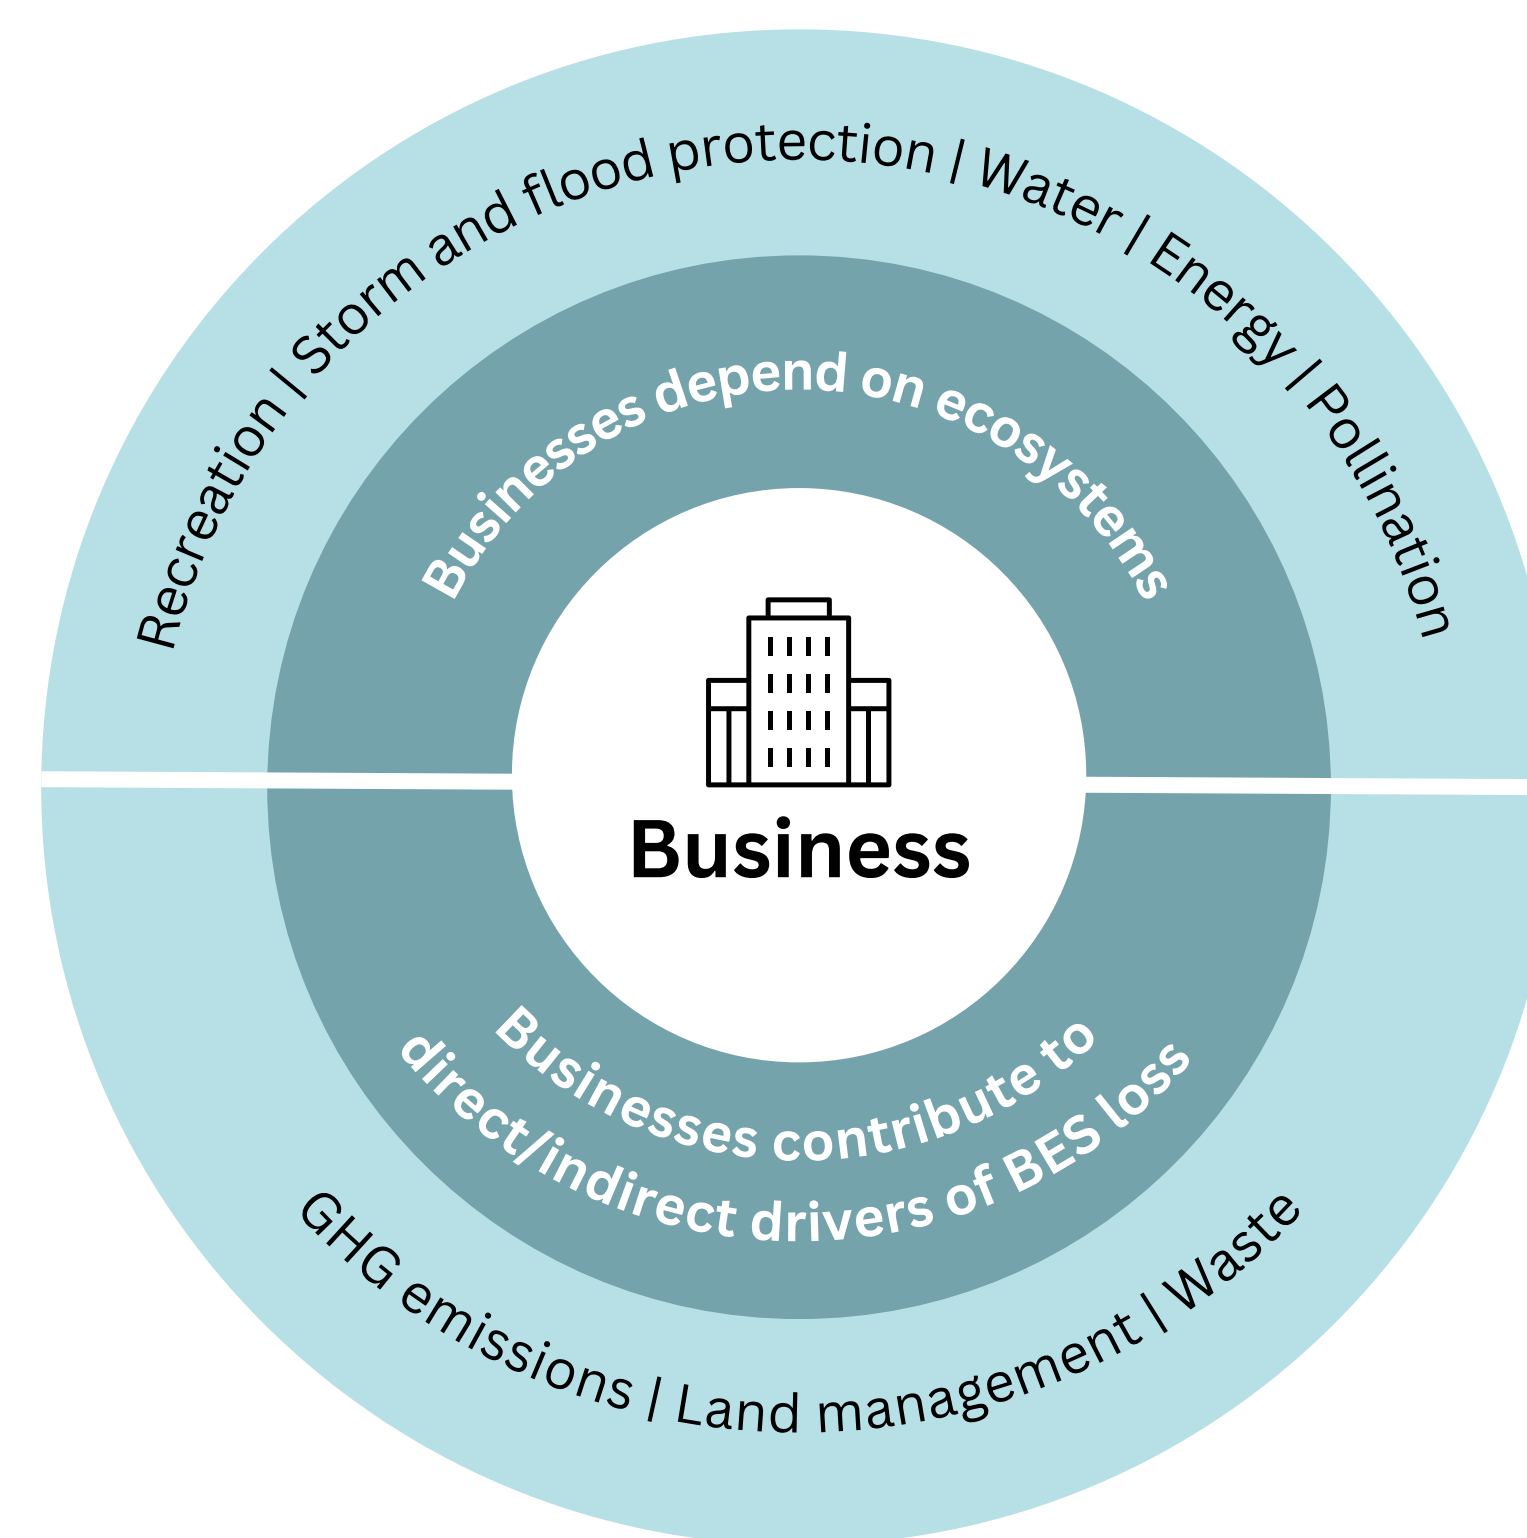 Recreation | Storm and flood protection | Water | Energy | Pollination
Businesses depend on ecosystems
Business
Businesses contribute to
direct/indirect drivers of BES loss
GHG emissions | Land management | Waste